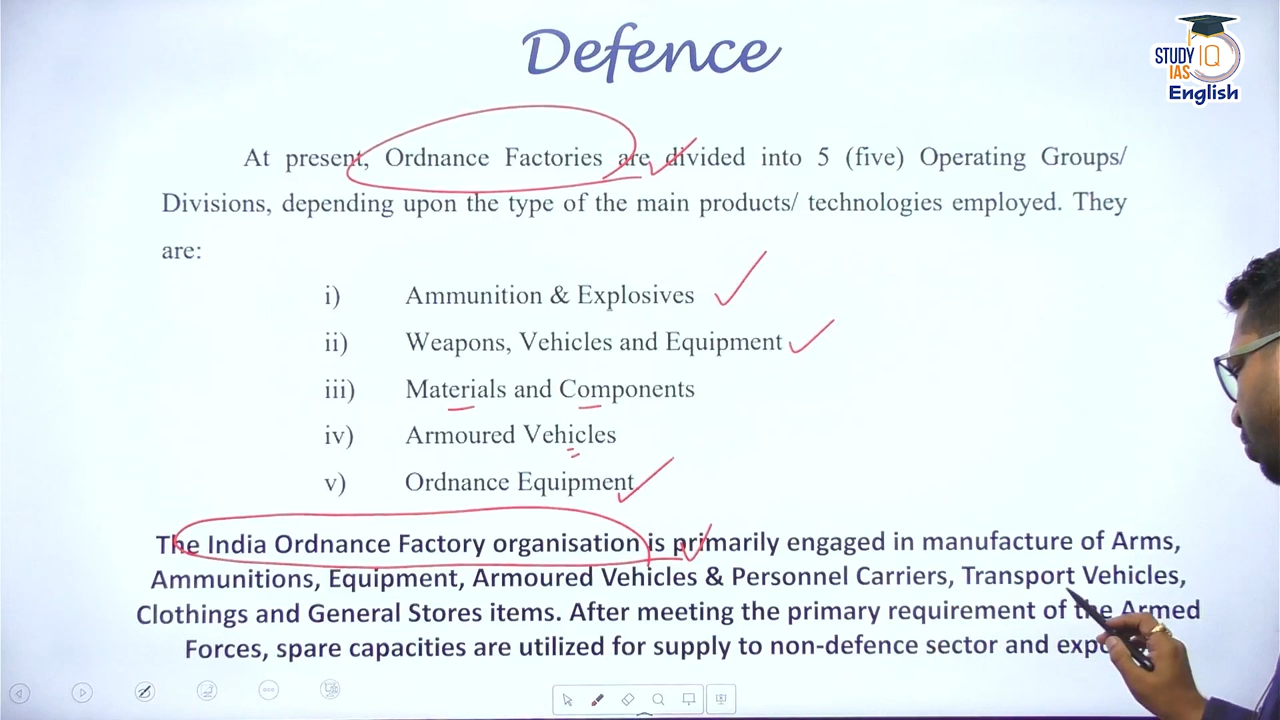 Defence
STUDY IQ
IAS
English
At present, Ordnance Factories are divided into 5 (five) Operating Groups/
Divisions, depending upon the type of the main products/ technologies employed. They
are:
i) Ammunition & Explosives
ii) Weapons, Vehicles and Equipment
iii) Materials and Components
iv) Armoured Vehicles
v) Ordnance Equipment
The India Ordnance Factory organisation is primarily engaged in manufacture of Arms,
Ammunitions, Equipment, Armoured Vehicles & Personnel Carriers, Transport Vehicles,
Clothings and General Stores items. After meeting the primary requirement of the Armed
Forces, spare capacities are utilized for supply to non-defence sector and